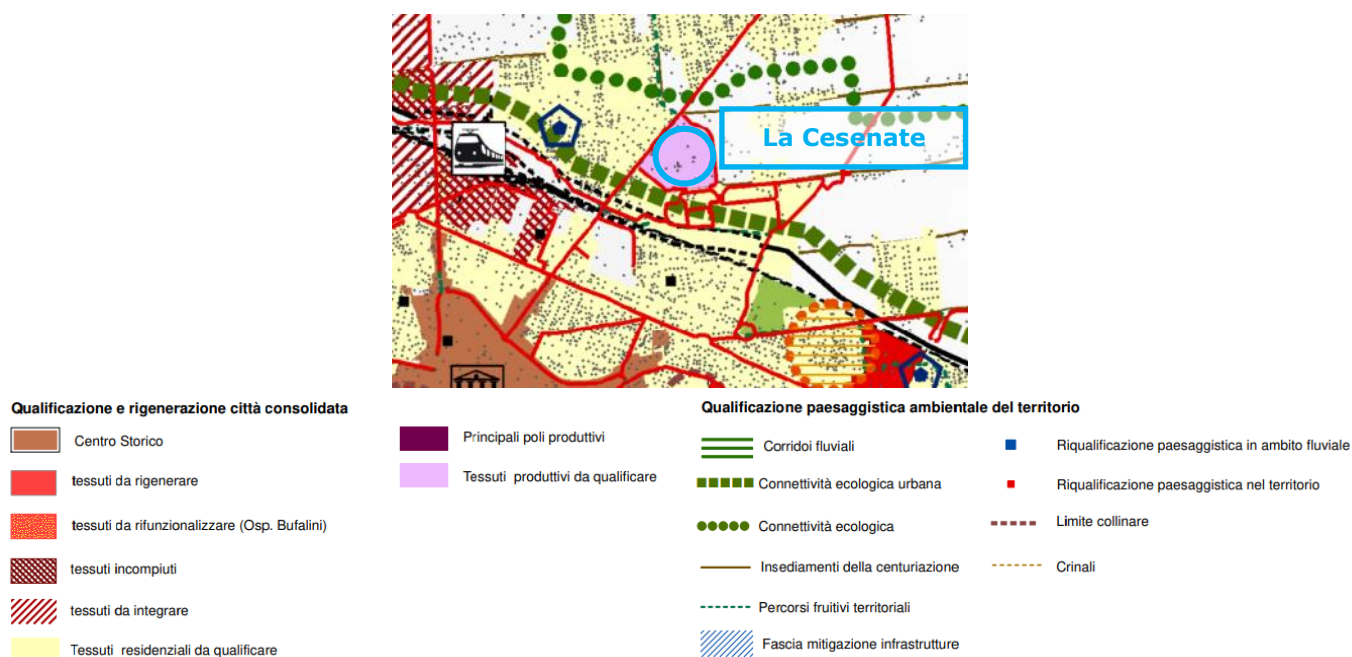 La Cesenate
Qualificazione e rigenerazione città consolidata
Centro Storico
tessuti da rigenerare
tessuti da rifunzionalizzare (Osp. Bufalini)
tessuti incompiuti
tessuti da integrare
Tessuti residenziali da qualificare
Principali poli produttivi
Tessuti produttivi da qualificare
Qualificazione paesaggistica ambientale del territorio
Corridoi fluviali
Connettività ecologica urbana
Connettività ecologica
Insediamenti della centuriazione
Percorsi fruitivi territoriali
Fascia mitigazione infrastrutture
Riqualificazione paesaggistica in ambito fluviale
Riqualificazione paesaggistica nel territorio
Limite collinare
Crinali